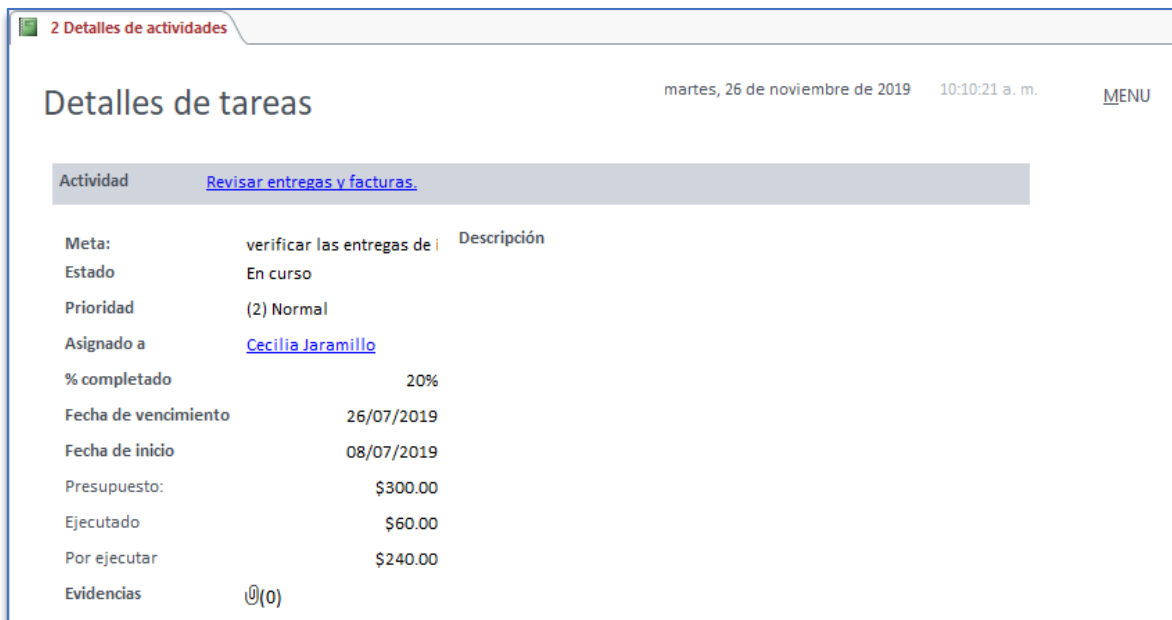 2 Detalles de actividades
Detalles de tareas
martes, 26 de noviembre de 2019 10:10:21 a. m.
MENU
Actividad Revisar entregas y facturas.
Meta: verificar las entregas de i
Descripción
Estado En curso
Prioridad (2) Normal
Asignado a Cecilia Jaramillo
% completado 20%
Fecha de vencimiento 26/07/2019
Fecha de inicio 08/07/2019
Presupuesto: $300.00
Ejecutado $60.00
Por ejecutar $240.00
Evidencias (0)